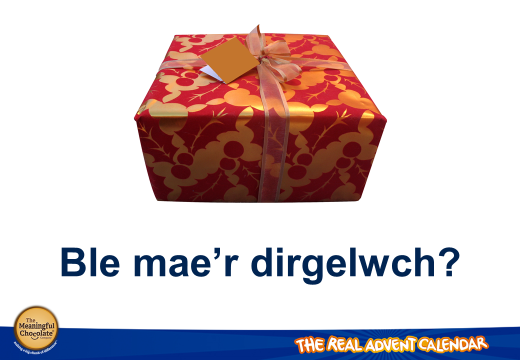 Ble mae’r dirgelwch?
The
Meaningful
Chocolate
THE REAL ADVENT CALENDAR